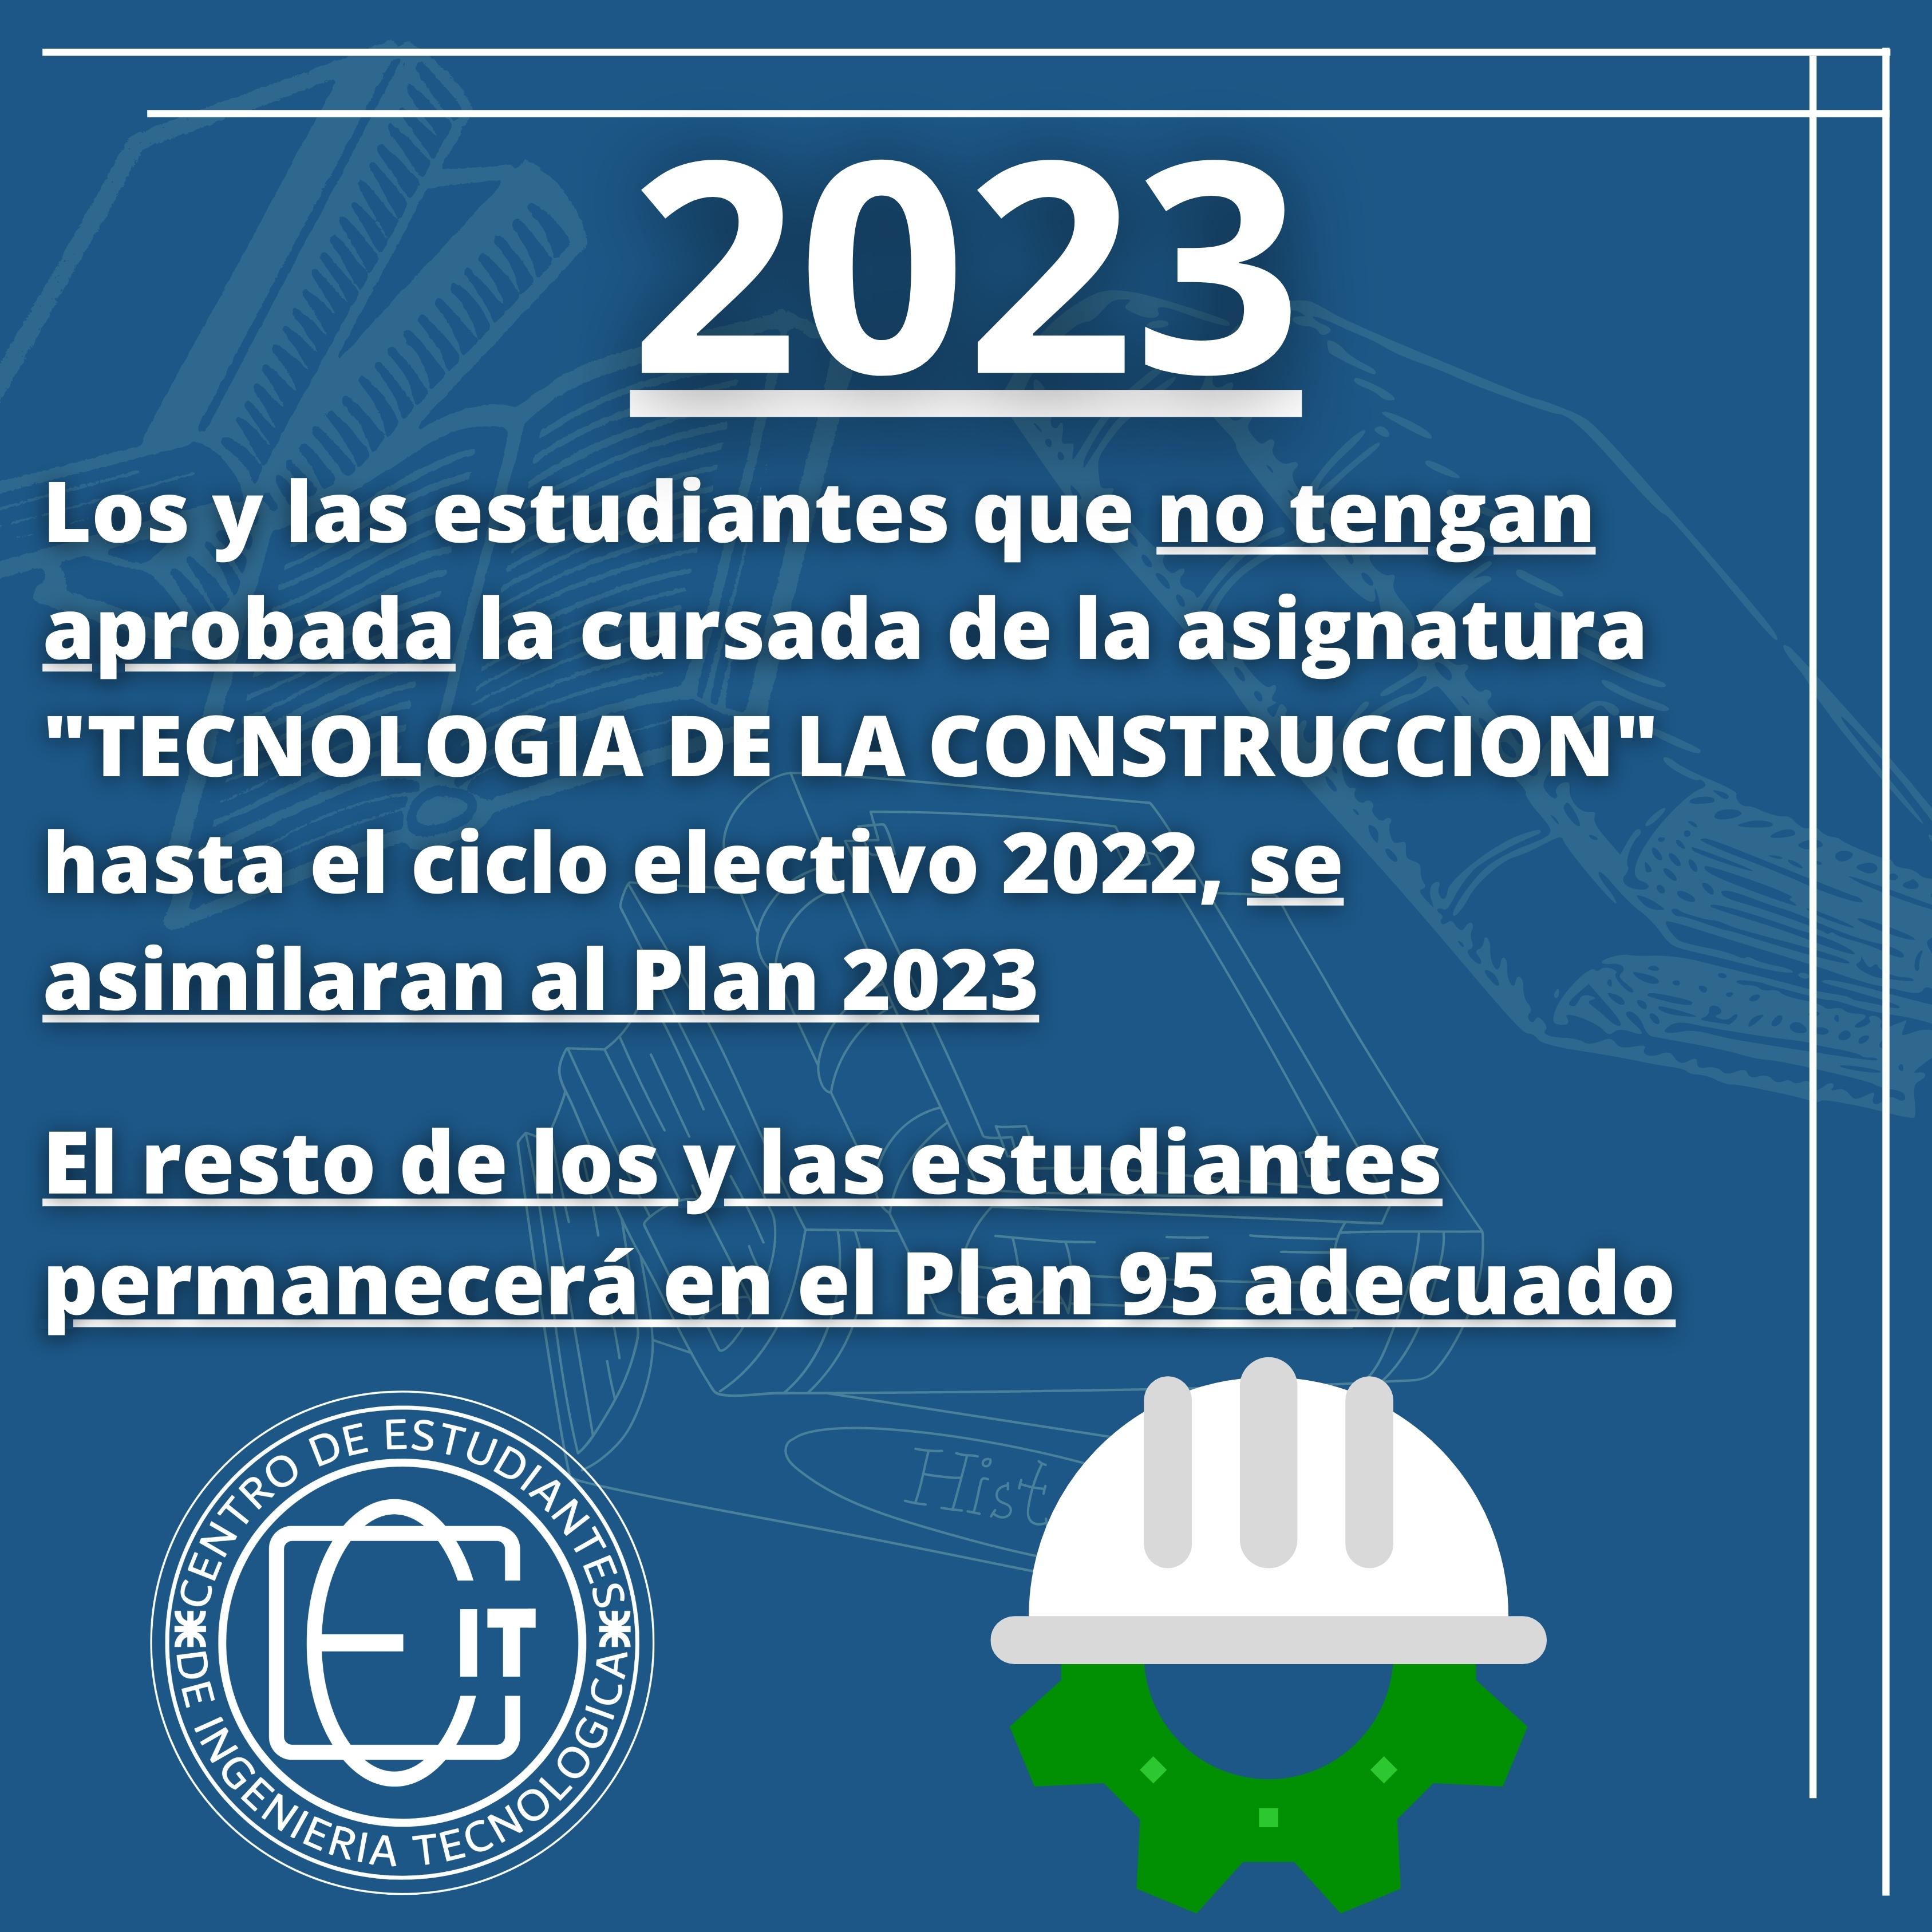 2023
Los y las estudiantes que no tengan
aprobada la cursada de la asignatura
"TECNOLOGIA DE LA CONSTRUCCION"
hasta el ciclo electivo 2022, se
asimilaran al Plan 2023
El resto de los y las estudiantes
permanecerá en el Plan 95 adecuado
Hist
CENTRO DE ESTUDIANTES
CE IT
DE INGENIERIA TECNOLOGICA